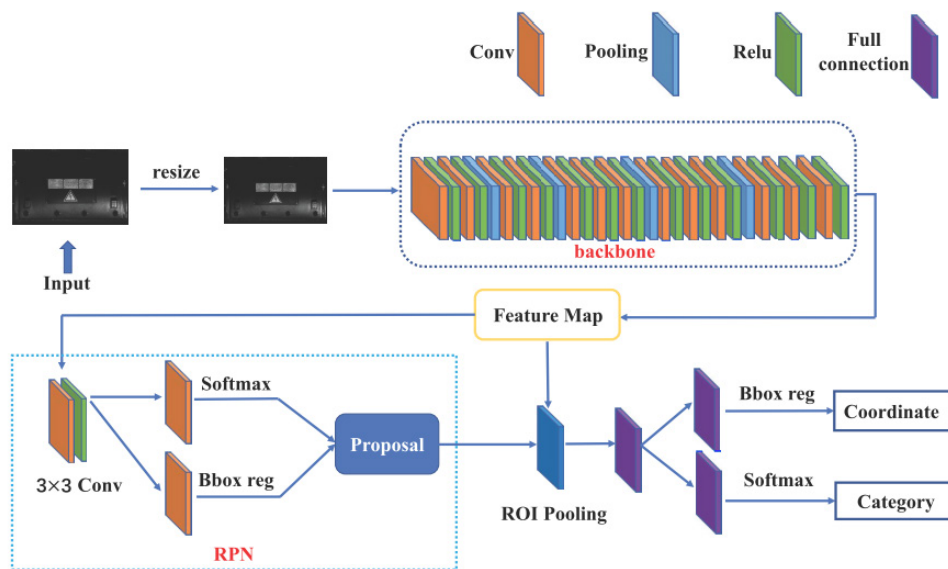 Conv
Pooling
Relu
Full
connection
resize
backbone
Input
Feature Map
Softmax
Bbox reg
Proposal
3×3 Conv
RPN
ROI Pooling
Bbox reg
Coordinate
Softmax
Category